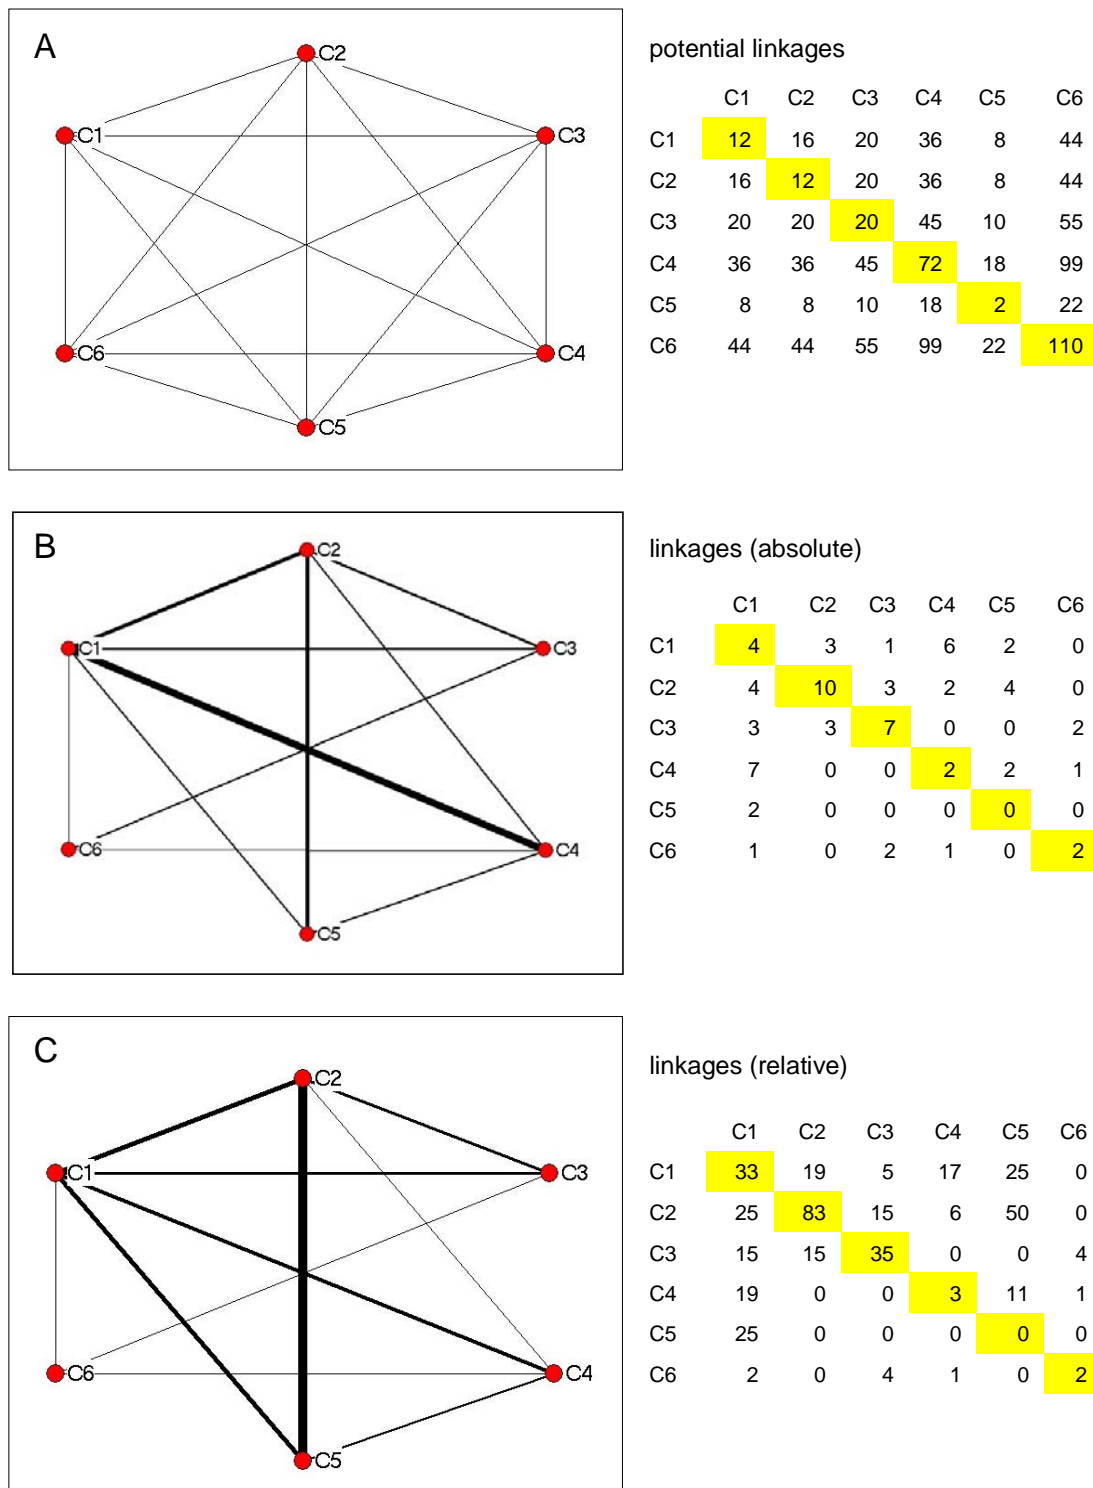 A
C2
C1
C3
C6
C4
C5
potential linkages
C1 C2 C3 C4 C5 C6
C1 12 16 20 36 8 44
C2 16 12 20 36 8 44
C3 20 20 20 45 10 55
C4 36 36 45 72 18 99
C5 8 8 10 18 2 22
C6 44 44 55 99 22 110
B
C2
C1
C3
C6
C4
C5
linkages (absolute)
C1 C2 C3 C4 C5 C6
C1 4 3 1 6 2 0
C2 4 10 3 2 4 0
C3 3 3 7 0 0 2
C4 7 0 0 2 2 1
C5 2 0 0 0 0 0
C6 1 0 2 1 0 2
C
C2
C1
C3
C6
C4
C5
linkages (relative)
C1 C2 C3 C4 C5 C6
C1 33 19 5 17 25 0
C2 25 83 15 6 50 0
C3 15 15 35 0 0 4
C4 19 0 0 3 11 1
C5 25 0 0 0 0 0
C6 2 0 4 1 0 2